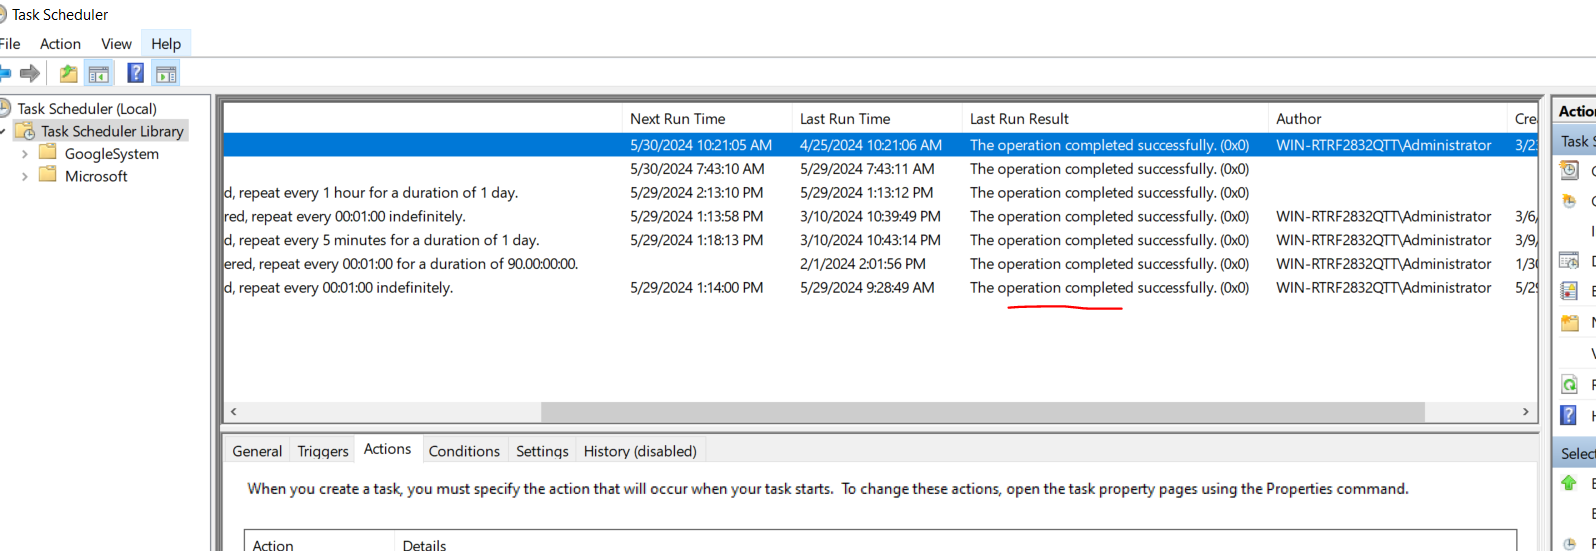 Task Scheduler
File Action View Help
Task Scheduler (Local)
Task Scheduler Library
GoogleSystem
Microsoft
Next Run Time Last Run Time Last Run Result Author Cre
5/30/2024 10:21:05 AM 4/25/2024 10:21:06 AM The operation completed successfully. (0x0) WIN-RTRF2832QTT\Administrator 3/23
5/30/2024 7:43:10 AM 5/29/2024 7:43:11 AM The operation completed successfully. (0x0)
d, repeat every 1 hour for a duration of 1 day. 5/29/2024 2:13:10 PM 5/29/2024 1:13:12 PM The operation completed successfully. (0x0)
red, repeat every 00:01:00 indefinitely. 5/29/2024 1:13:58 PM 3/10/2024 10:39:49 PM The operation completed successfully. (0x0) WIN-RTRF2832QTT\Administrator 3/6/
d, repeat every 5 minutes for a duration of 1 day. 5/29/2024 1:18:13 PM 3/10/2024 10:43:14 PM The operation completed successfully. (0x0) WIN-RTRF2832QTT\Administrator 3/9/
ered, repeat every 00:01:00 for a duration of 90.00:00:00. 2/1/2024 2:01:56 PM The operation completed successfully. (0x0) WIN-RTRF2832QTT\Administrator 1/30
d, repeat every 00:01:00 indefinitely. 5/29/2024 1:14:00 PM 5/29/2024 9:28:49 AM The operation completed successfully. (0x0) WIN-RTRF2832QTT\Administrator 5/29
General Triggers Actions Conditions Settings History (disabled)
When you create a task, you must specify the action that will occur when your task starts. To change these actions, open the task property pages using the Properties command.
Action Details
Actio
Task S
Selec